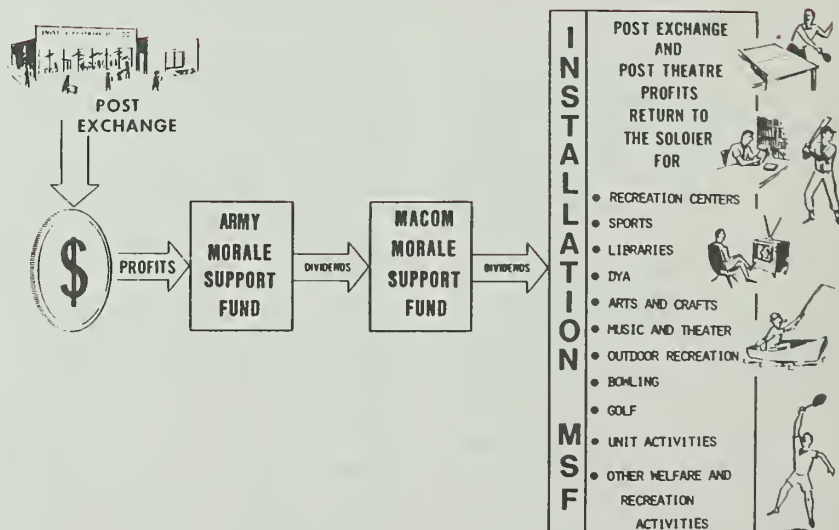 POST
EXCHANGE
$
PROFITS
ARMY
MORALE
SUPPORT
FUND
DIVIDENDS
MACOM
MORALE
SUPPORT
FUND
DIVIDENDS
INSTALLATION MSF
POST EXCHANGE
AND
POST THEATRE
PROFITS
RETURN TO
THE SOLDIER
FOR
• RECREATION CENTERS
• SPORTS
• LIBRARIES
• DYA
• ARTS AND CRAFTS
• MUSIC AND THEATER
• OUTDOOR RECREATION
• BOWLING
• GOLF
• UNIT ACTIVITIES
• OTHER WELFARE AND
RECREATION
ACTIVITIES